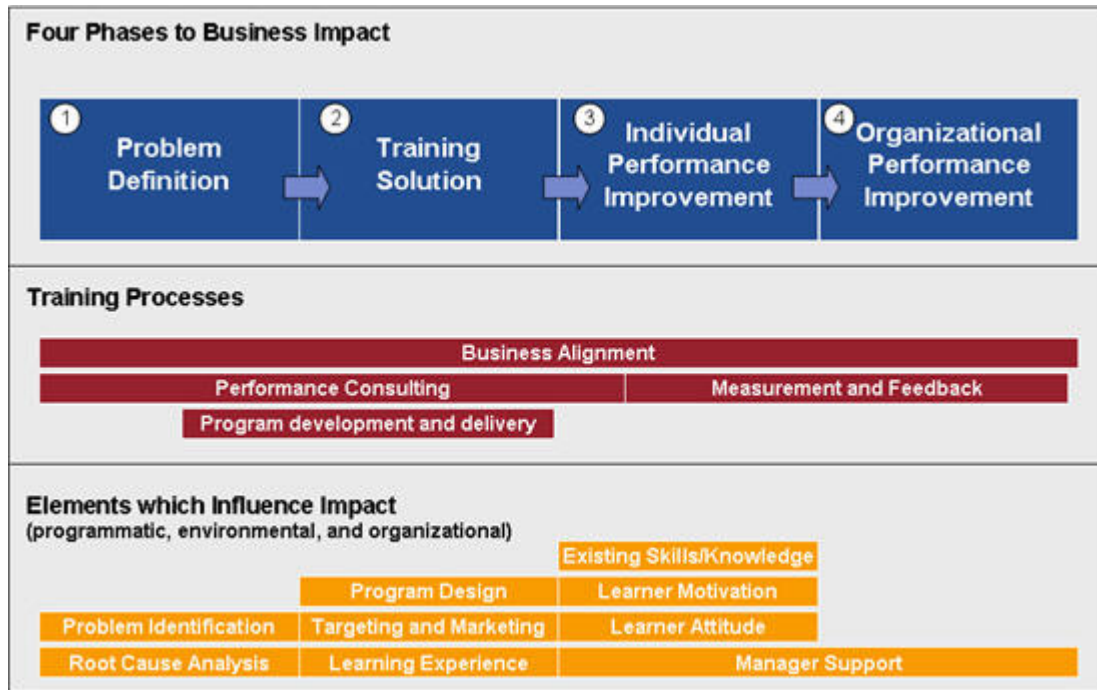 Four Phases to Business Impact
1
Problem
Definition
2
Training
Solution
3
Individual
Performance
Improvement
4
Organizational
Performance
Improvement
Training Processes
Business Alignment
Performance Consulting
Measurement and Feedback
Program development and delivery
Elements which Influence Impact
(programmatic, environmental, and organizational)
Existing Skills/Knowledge
Program Design
Learner Motivation
Problem Identification
Targeting and Marketing
Learner Attitude
Root Cause Analysis
Learning Experience
Manager Support